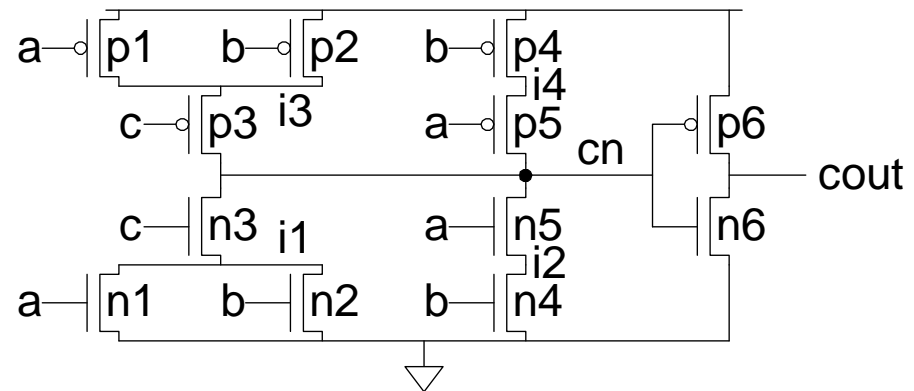 a p1 b p2 b p4
i4
c p3 i3 a p5 p6
cn
cout
c n3 i1 a n5 n6
i2
a n1 b n2 b n4